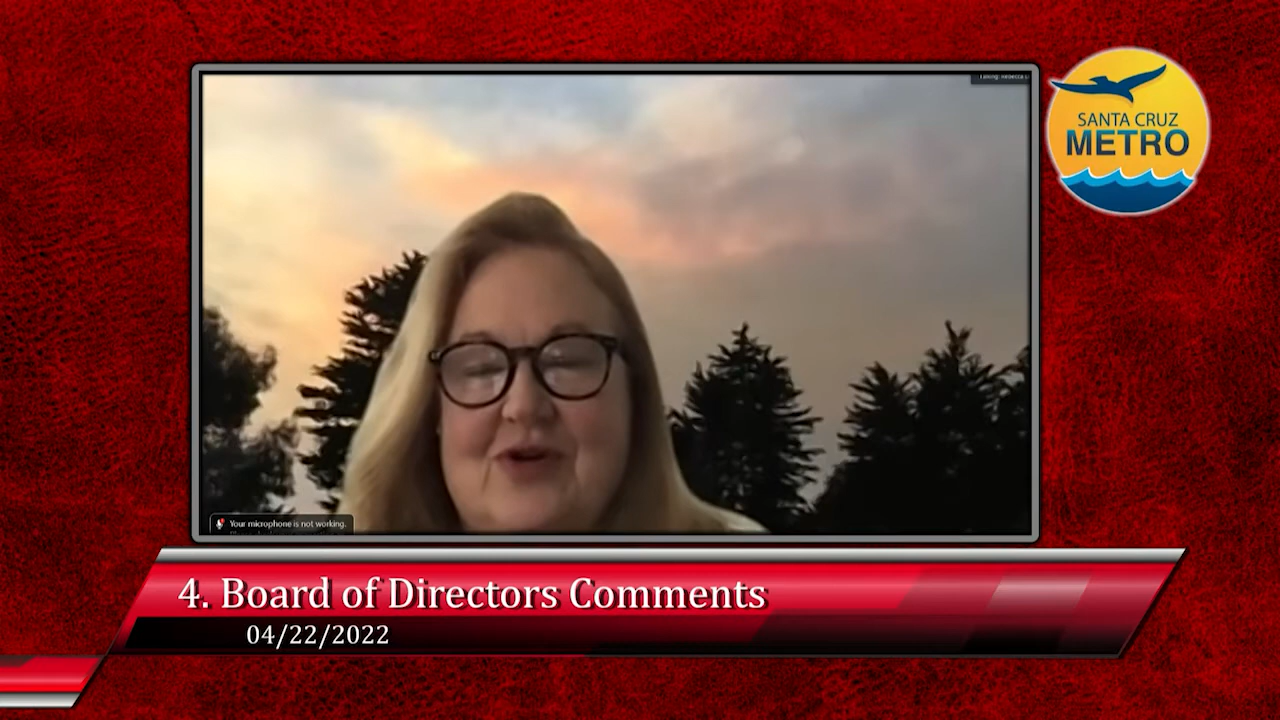 SANTA CRUZ
METRO
Your microphone is not working.
4. Board of Directors Comments
04/22/2022